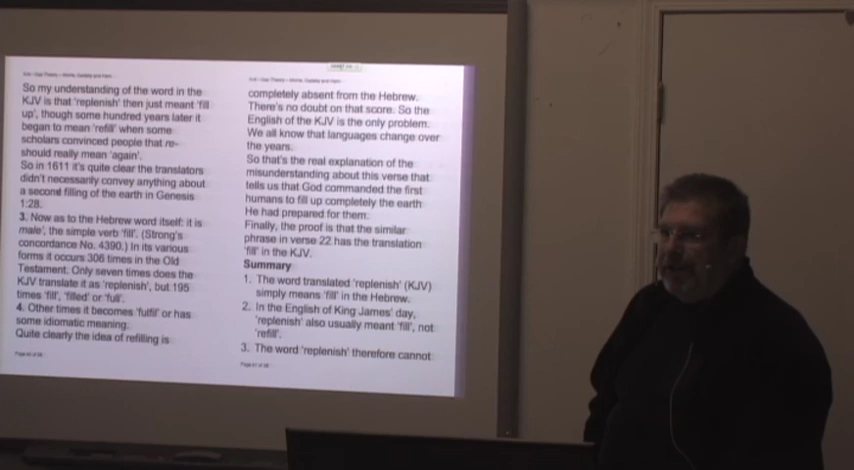 So my understanding of the word in the
KJV is that 'replenish' then just meant 'fill
up', though some hundred years later it
began to mean 'refill' when some
scholars convinced people that re-
should really mean 'again'.
So in 1611 it's quite clear the translators
didn't necessarily convey anything about
a second filling of the earth in Genesis
1:28.
3. Now as to the Hebrew word itself: it is
male', the simple verb 'fill'. (Strong's
concordance No. 4390.) In its various
forms it occurs 306 times in the Old
Testament. Only seven times does the
KJV translate it as 'replenish', but 195
times 'fill', 'filled' or 'full'.
4. Other times it becomes 'fulfil' or has
some idiomatic meaning.
Quite clearly the idea of refilling is
completely absent from the Hebrew.
There's no doubt on that score. So the
English of the KJV is the only problem.
We all know that languages change over
the years.
So that's the real explanation of the
misunderstanding about this verse that
tells us that God commanded the first
humans to fill up completely the earth
He had prepared for them.
Finally, the proof is that the similar
phrase in verse 22 has the translation
'fill' in the KJV.
Summary
1. The word translated 'replenish' (KJV)
simply means 'fill' in the Hebrew.
2. In the English of King James' day,
'replenish' also usually meant 'fill', not
'refill'.
3. The word 'replenish' therefore cannot